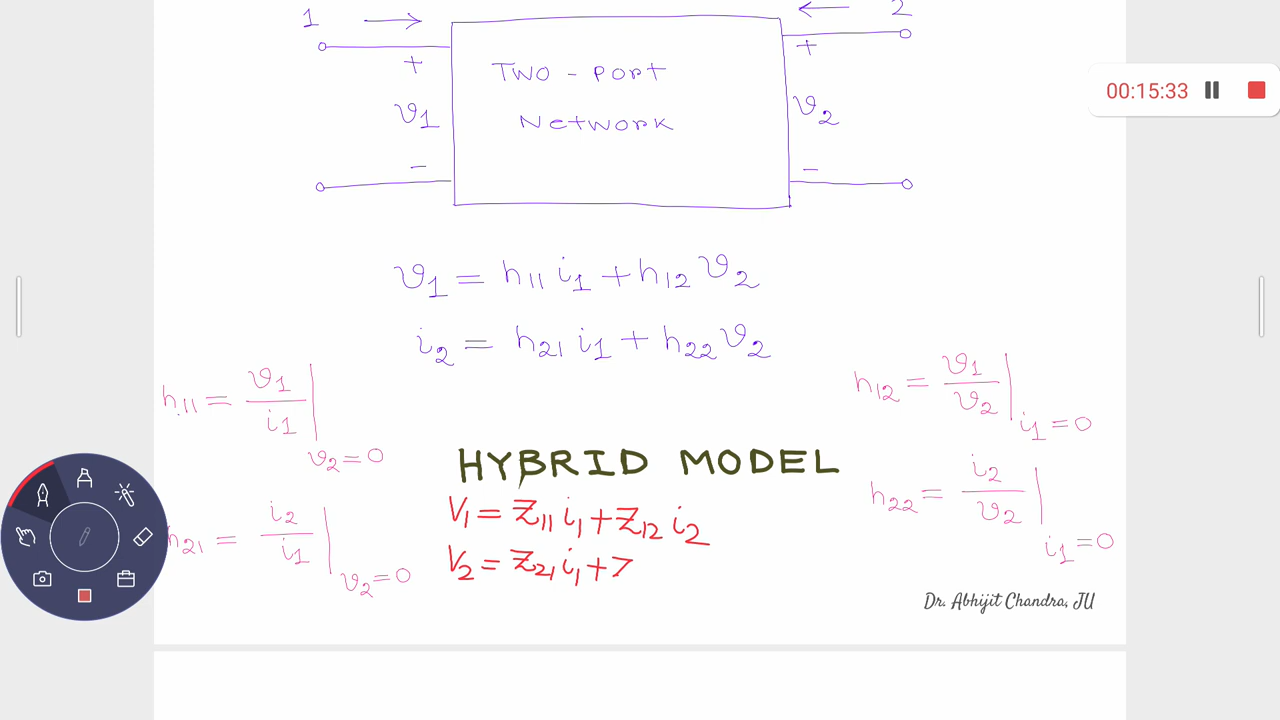 1 → ← 2
00:15:33
+ +
TWO - PORT
v1 v2
NETWORK
- -
v1 = h11 i1 + h12 v2
i2 = h21 i1 + h22 v2
h11 = v1 / i1 | v2 = 0
h12 = v1 / v2 | i1 = 0
HYBRID MODEL
h21 = i2 / i1 | v2 = 0
h22 = i2 / v2 | i1 = 0
V1 = Z11 i1 + Z12 i2
V2 = Z21 i1 +
Dr. Abhijit Chandra, JU